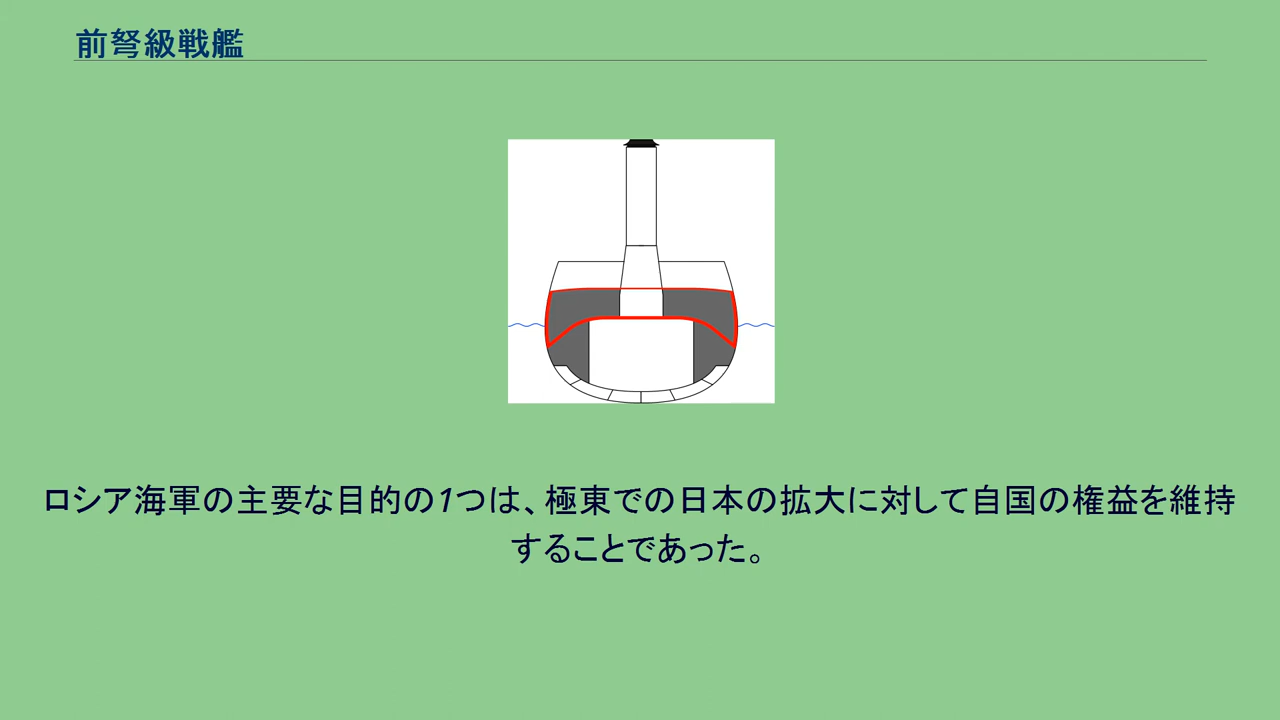 前弩級戦艦
ロシア海軍の主要な目的の1つは、極東での日本の拡大に対して自国の権益を維持
することであった。